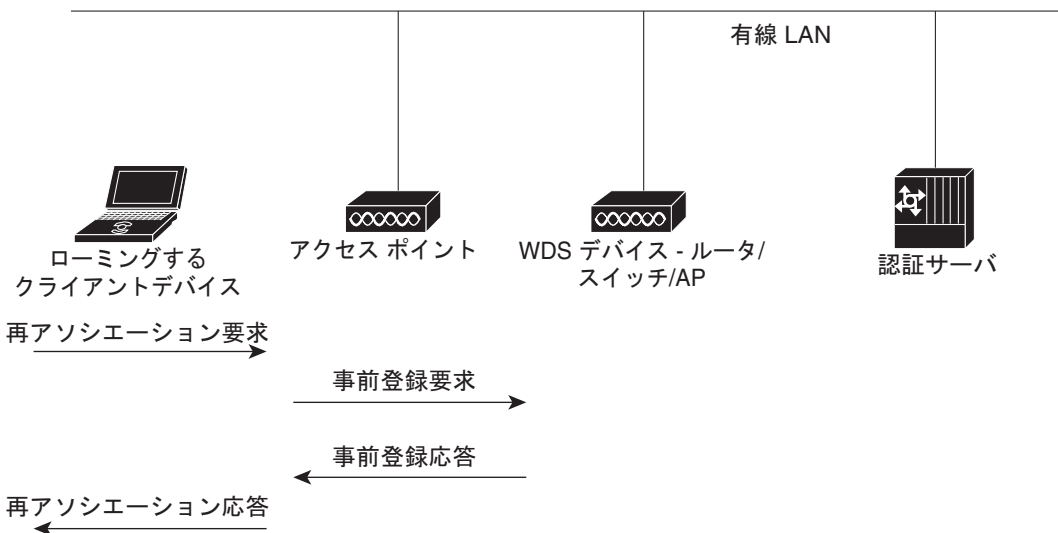 有線 LAN
ローミングする
クライアントデバイス
アクセス ポイント
WDS デバイス - ルータ/
スイッチ/AP
認証サーバ
再アソシエーション要求
事前登録要求
事前登録応答
再アソシエーション応答